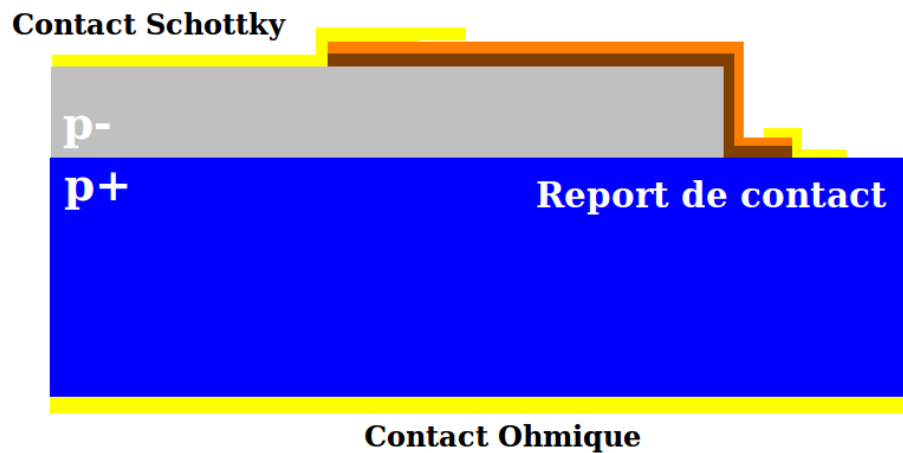 Contact Schottky
p-
p+
Report de contact
Contact Ohmique